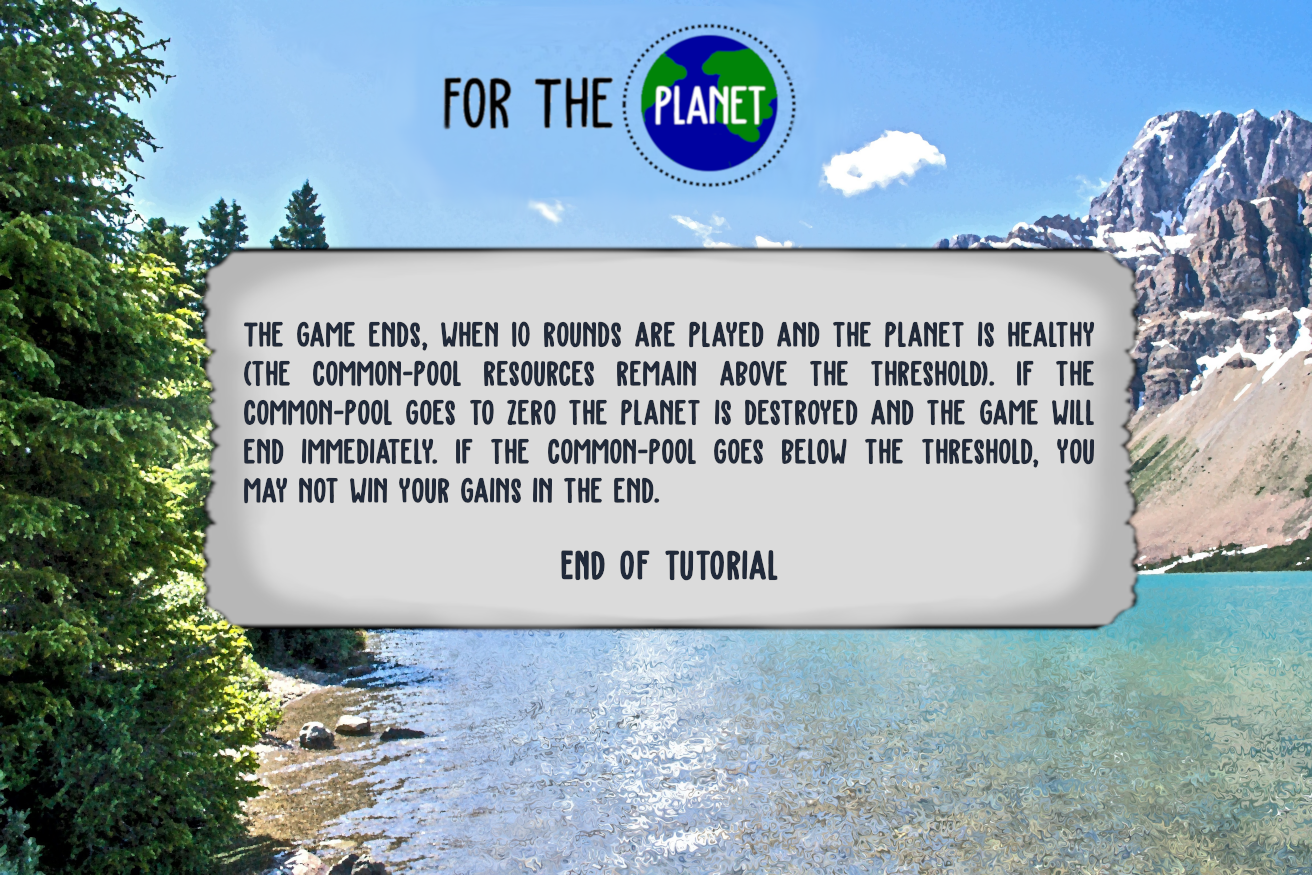 FOR THE PLANET
THE GAME ENDS, WHEN 10 ROUNDS ARE PLAYED AND THE PLANET IS HEALTHY
(THE COMMON-POOL RESOURCES REMAIN ABOVE THE THRESHOLD). IF THE
COMMON-POOL GOES TO ZERO THE PLANET IS DESTROYED AND THE GAME WILL
END IMMEDIATELY. IF THE COMMON-POOL GOES BELOW THE THRESHOLD, YOU
MAY NOT WIN YOUR GAINS IN THE END.
END OF TUTORIAL